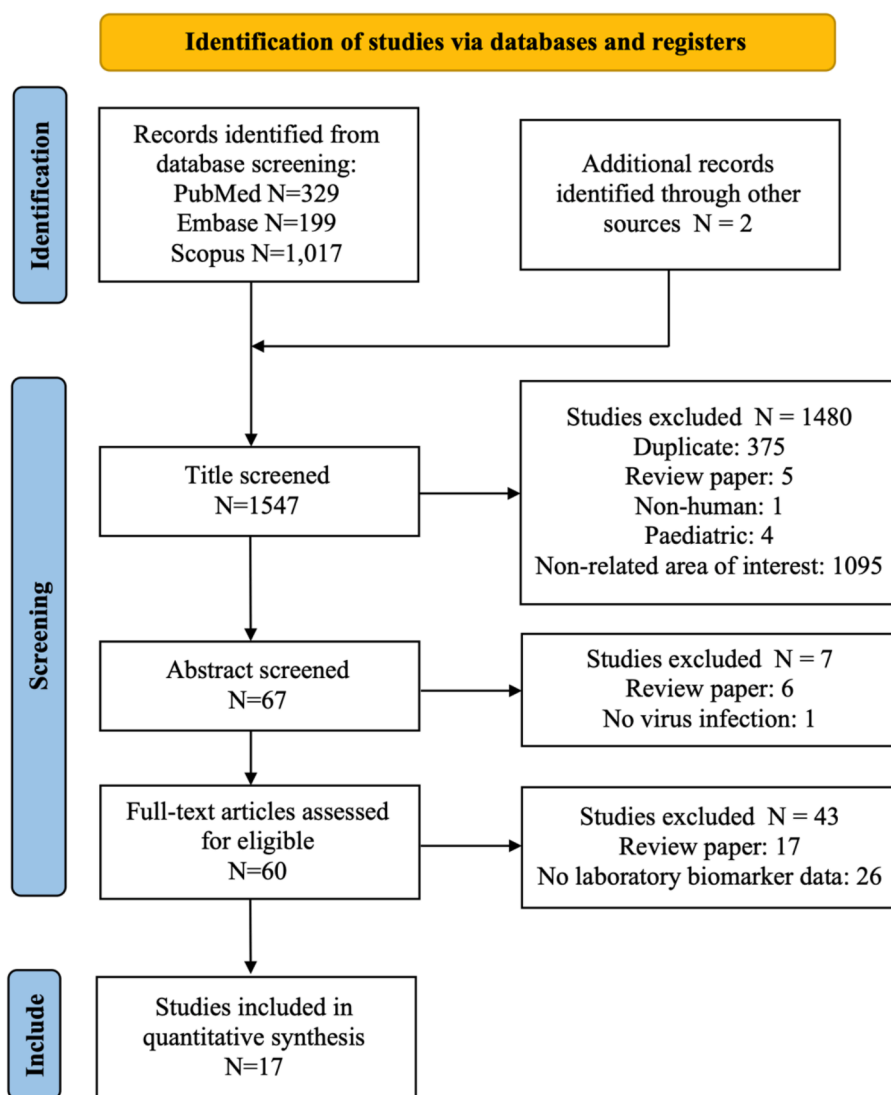 Identification of studies via databases and registers
Identification
Records identified from
database screening:
PubMed N=329
Embase N=199
Scopus N=1,017
Additional records
identified through other
sources N = 2
Screening
Title screened
N=1547
Studies excluded N = 1480
Duplicate: 375
Review paper: 5
Non-human: 1
Paediatric: 4
Non-related area of interest: 1095
Abstract screened
N=67
Studies excluded N = 7
Review paper: 6
No virus infection: 1
Full-text articles assessed
for eligible
N=60
Studies excluded N = 43
Review paper: 17
No laboratory biomarker data: 26
Include
Studies included in
quantitative synthesis
N=17